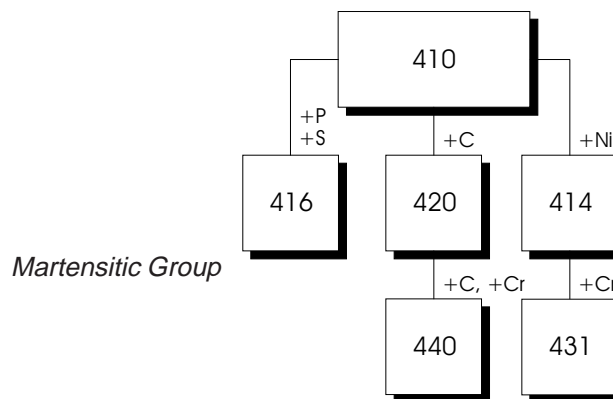 410
+P
+S
+C
+Ni
416
420
414
Martensitic Group
+C, +Cr
+Cr
440
431